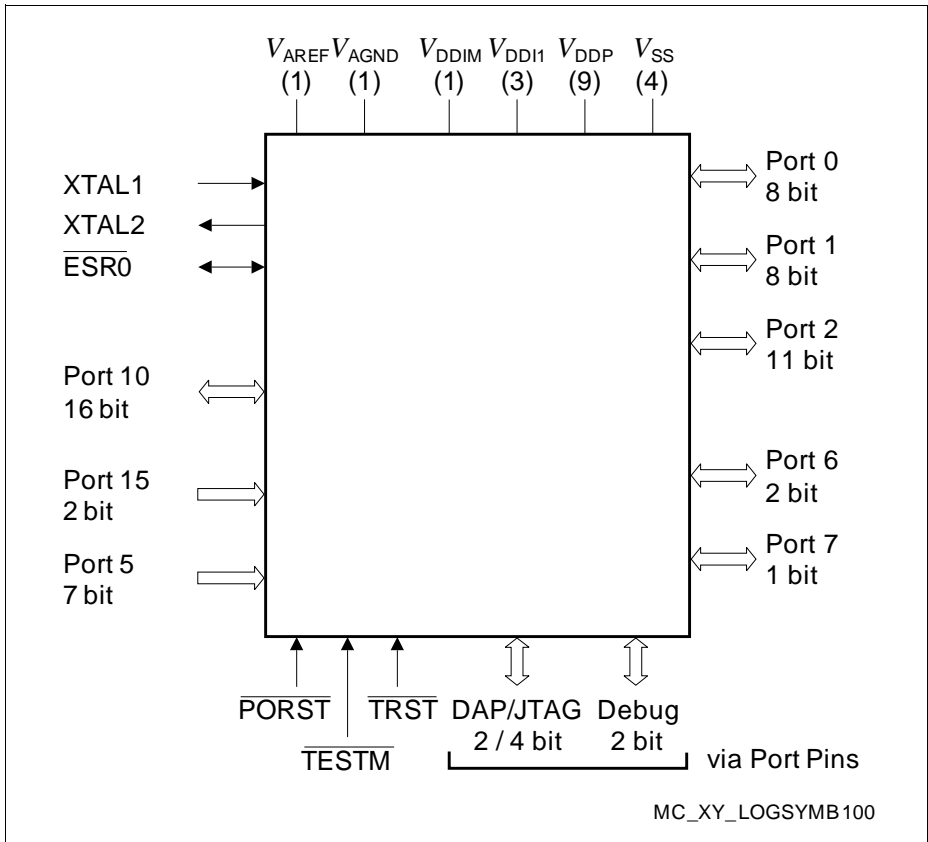 VAREF VAGND VDDIM VDDI1 VDDP VSS
(1) (1) (1) (3) (9) (4)
XTAL1
XTAL2
ESR0
Port 10
16 bit
Port 15
2 bit
Port 5
7 bit
Port 0
8 bit
Port 1
8 bit
Port 2
11 bit
Port 6
2 bit
Port 7
1 bit
PORST TRST DAP/JTAG Debug
2 / 4 bit 2 bit
TESTM
via Port Pins
MC_XY_LOGSYMB100